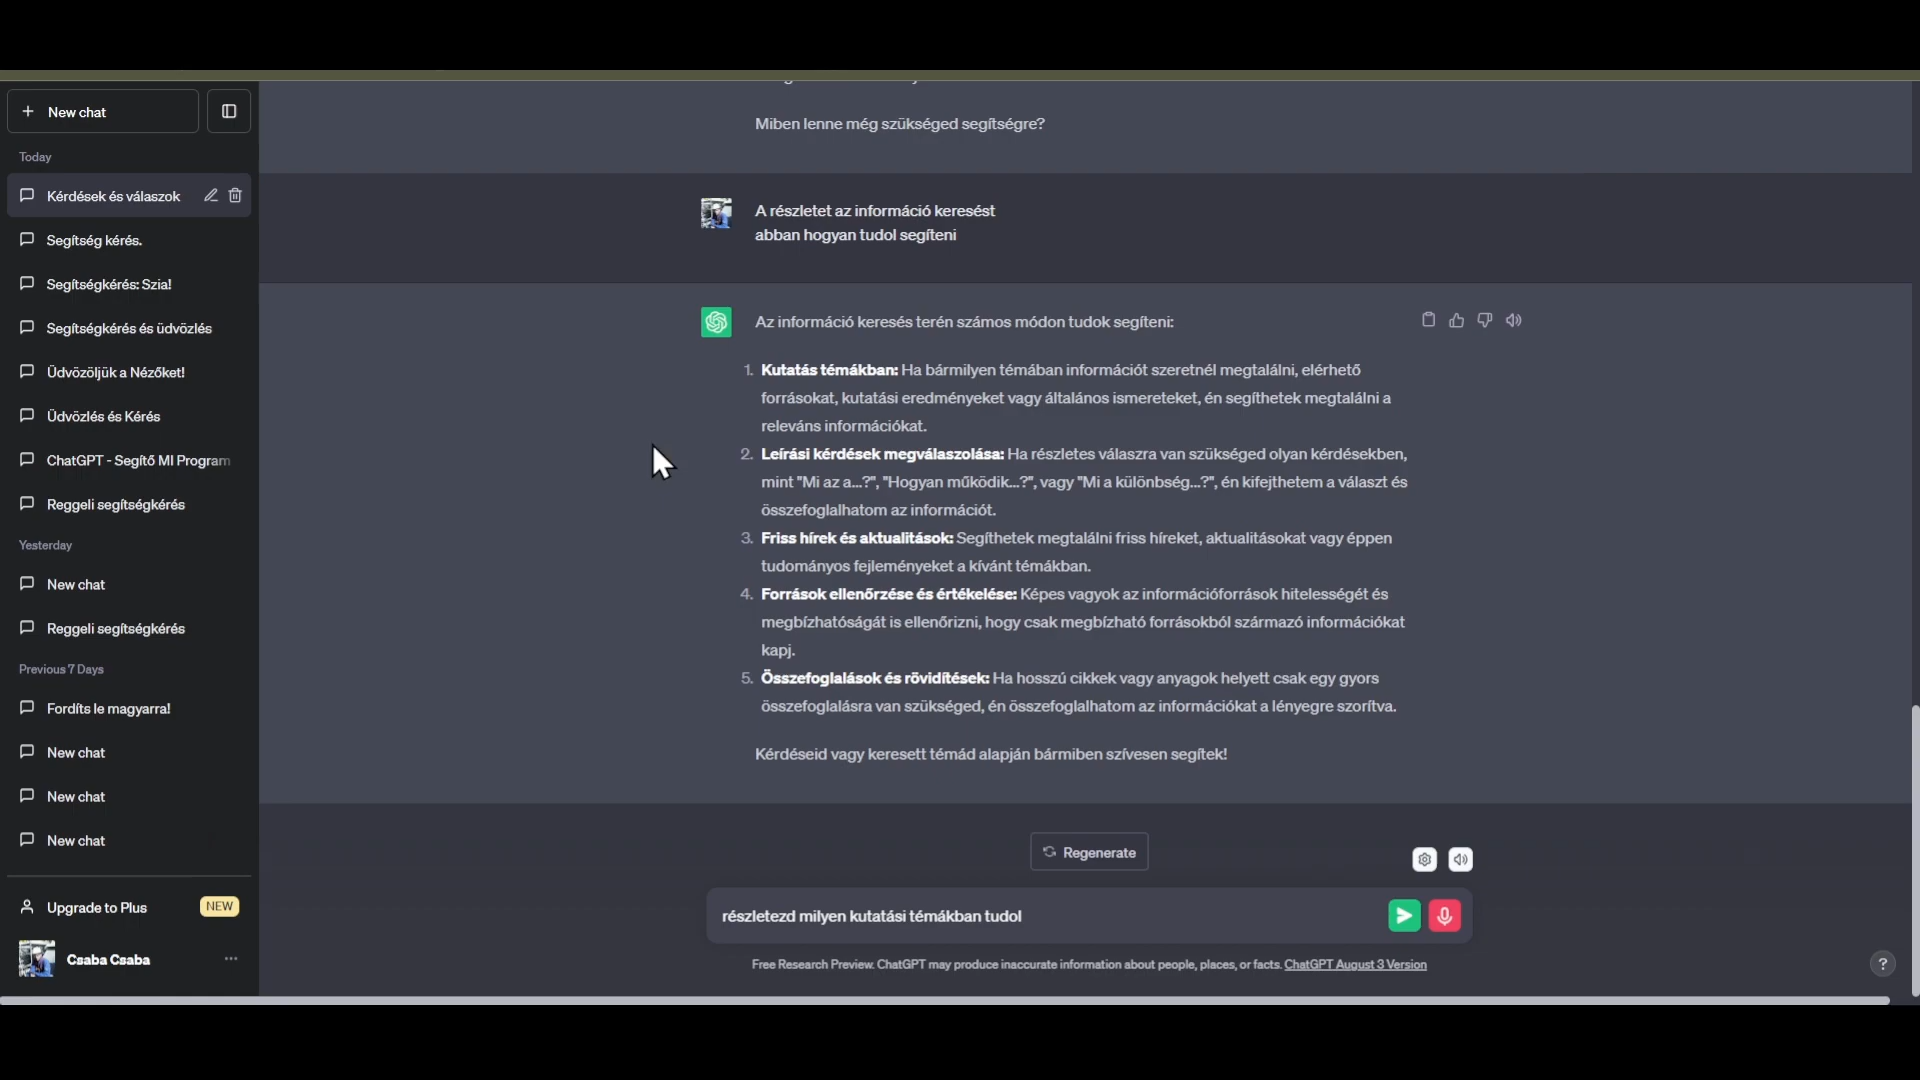 New chat
Today
Kérdések és válaszok
Segítség kérés.
Segítségkérés: Szia!
Segítségkérés és üdvözlés
Üdvözöljük a Nézőket!
Üdvözlés és Kérés
ChatGPT - Segítő MI Program
Reggeli segítségkérés
Yesterday
New chat
Reggeli segítségkérés
Previous 7 Days
Fordíts le magyarra!
New chat
New chat
New chat
Upgrade to Plus NEW
Csaba Csaba
Miben lenne még szükséged segítségre?
A részletet az információ keresést
abban hogyan tudol segíteni
Az információ keresés terén számos módon tudok segíteni:
1. Kutatás témákban: Ha bármilyen témában információt szeretnél megtalálni, elérhető
forrásokat, kutatási eredményeket vagy általános ismereteket, én segíthetek megtalálni a
releváns információkat.
2. Leírási kérdések megválaszolása: Ha részletes válaszra van szükséged olyan kérdésekben,
mint "Mi az a...?", "Hogyan működik...?", vagy "Mi a különbség...?", én kifejthetem a választ és
összefoglalhatom az információt.
3. Friss hírek és aktualitások: Segíthetek megtalálni friss híreket, aktualitásokat vagy éppen
tudományos fejleményeket a kívánt témákban.
4. Források ellenőrzése és értékelése: Képes vagyok az információforrások hitelességét és
megbízhatóságát is ellenőrizni, hogy csak megbízható forrásokból származó információkat
kapj.
5. Összefoglalások és rövidítések: Ha hosszú cikkek vagy anyagok helyett csak egy gyors
összefoglalásra van szükséged, én összefoglalhatom az információkat a lényegre szorítva.
Kérdéseid vagy keresett témád alapján bármiben szívesen segítek!
Regenerate
részletezd milyen kutatási témákban tudol
Free Research Preview. ChatGPT may produce inaccurate information about people, places, or facts. ChatGPT August 3 Version
?